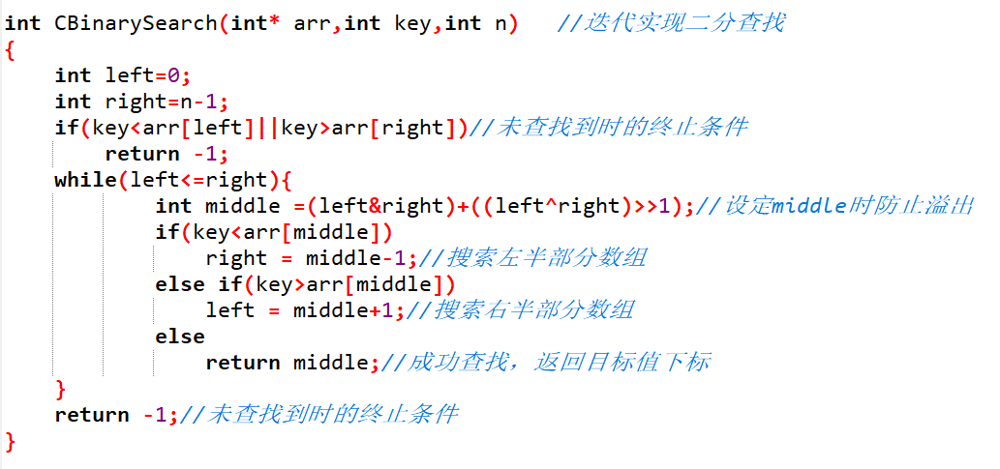 int CBinarySearch(int* arr,int key,int n)   //迭代实现二分查找
{
    int left=0;
    int right=n-1;
    if(key<arr[left]||key>arr[right])//未查找到时的终止条件
        return -1;
    while(left<=right){
            int middle =(left&right)+((left^right)>>1);//设定middle时防止溢出
            if(key<arr[middle])
                right = middle-1;//搜索左半部分数组
            else if(key>arr[middle])
                left = middle+1;//搜索右半部分数组
            else
                return middle;//成功查找，返回目标值下标
    }
    return -1;//未查找到时的终止条件
}